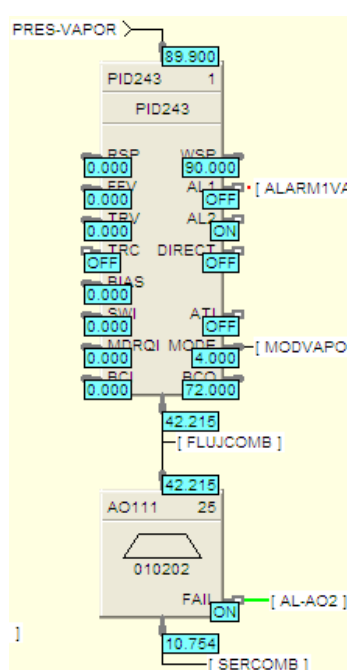 PRES-VAPOR
89.900
PID243 1
PID243
RSP WSP
0.000 90.000
FFV AL1 [ ALARM1VA
0.000 OFF
TRV AL2
0.000 ON
TRC DIRECT
OFF OFF
BIAS
0.000
SWI ATI
0.000 OFF
MDRQI MODE [ MODVAPO
0.000 4.000
BCI BCO
0.000 72.000
42.215
[ FLUJCOMB ]
42.215
AO111 25
010202
FAIL [ AL-AO2 ]
ON
]
10.754
[ SERCOMB ]